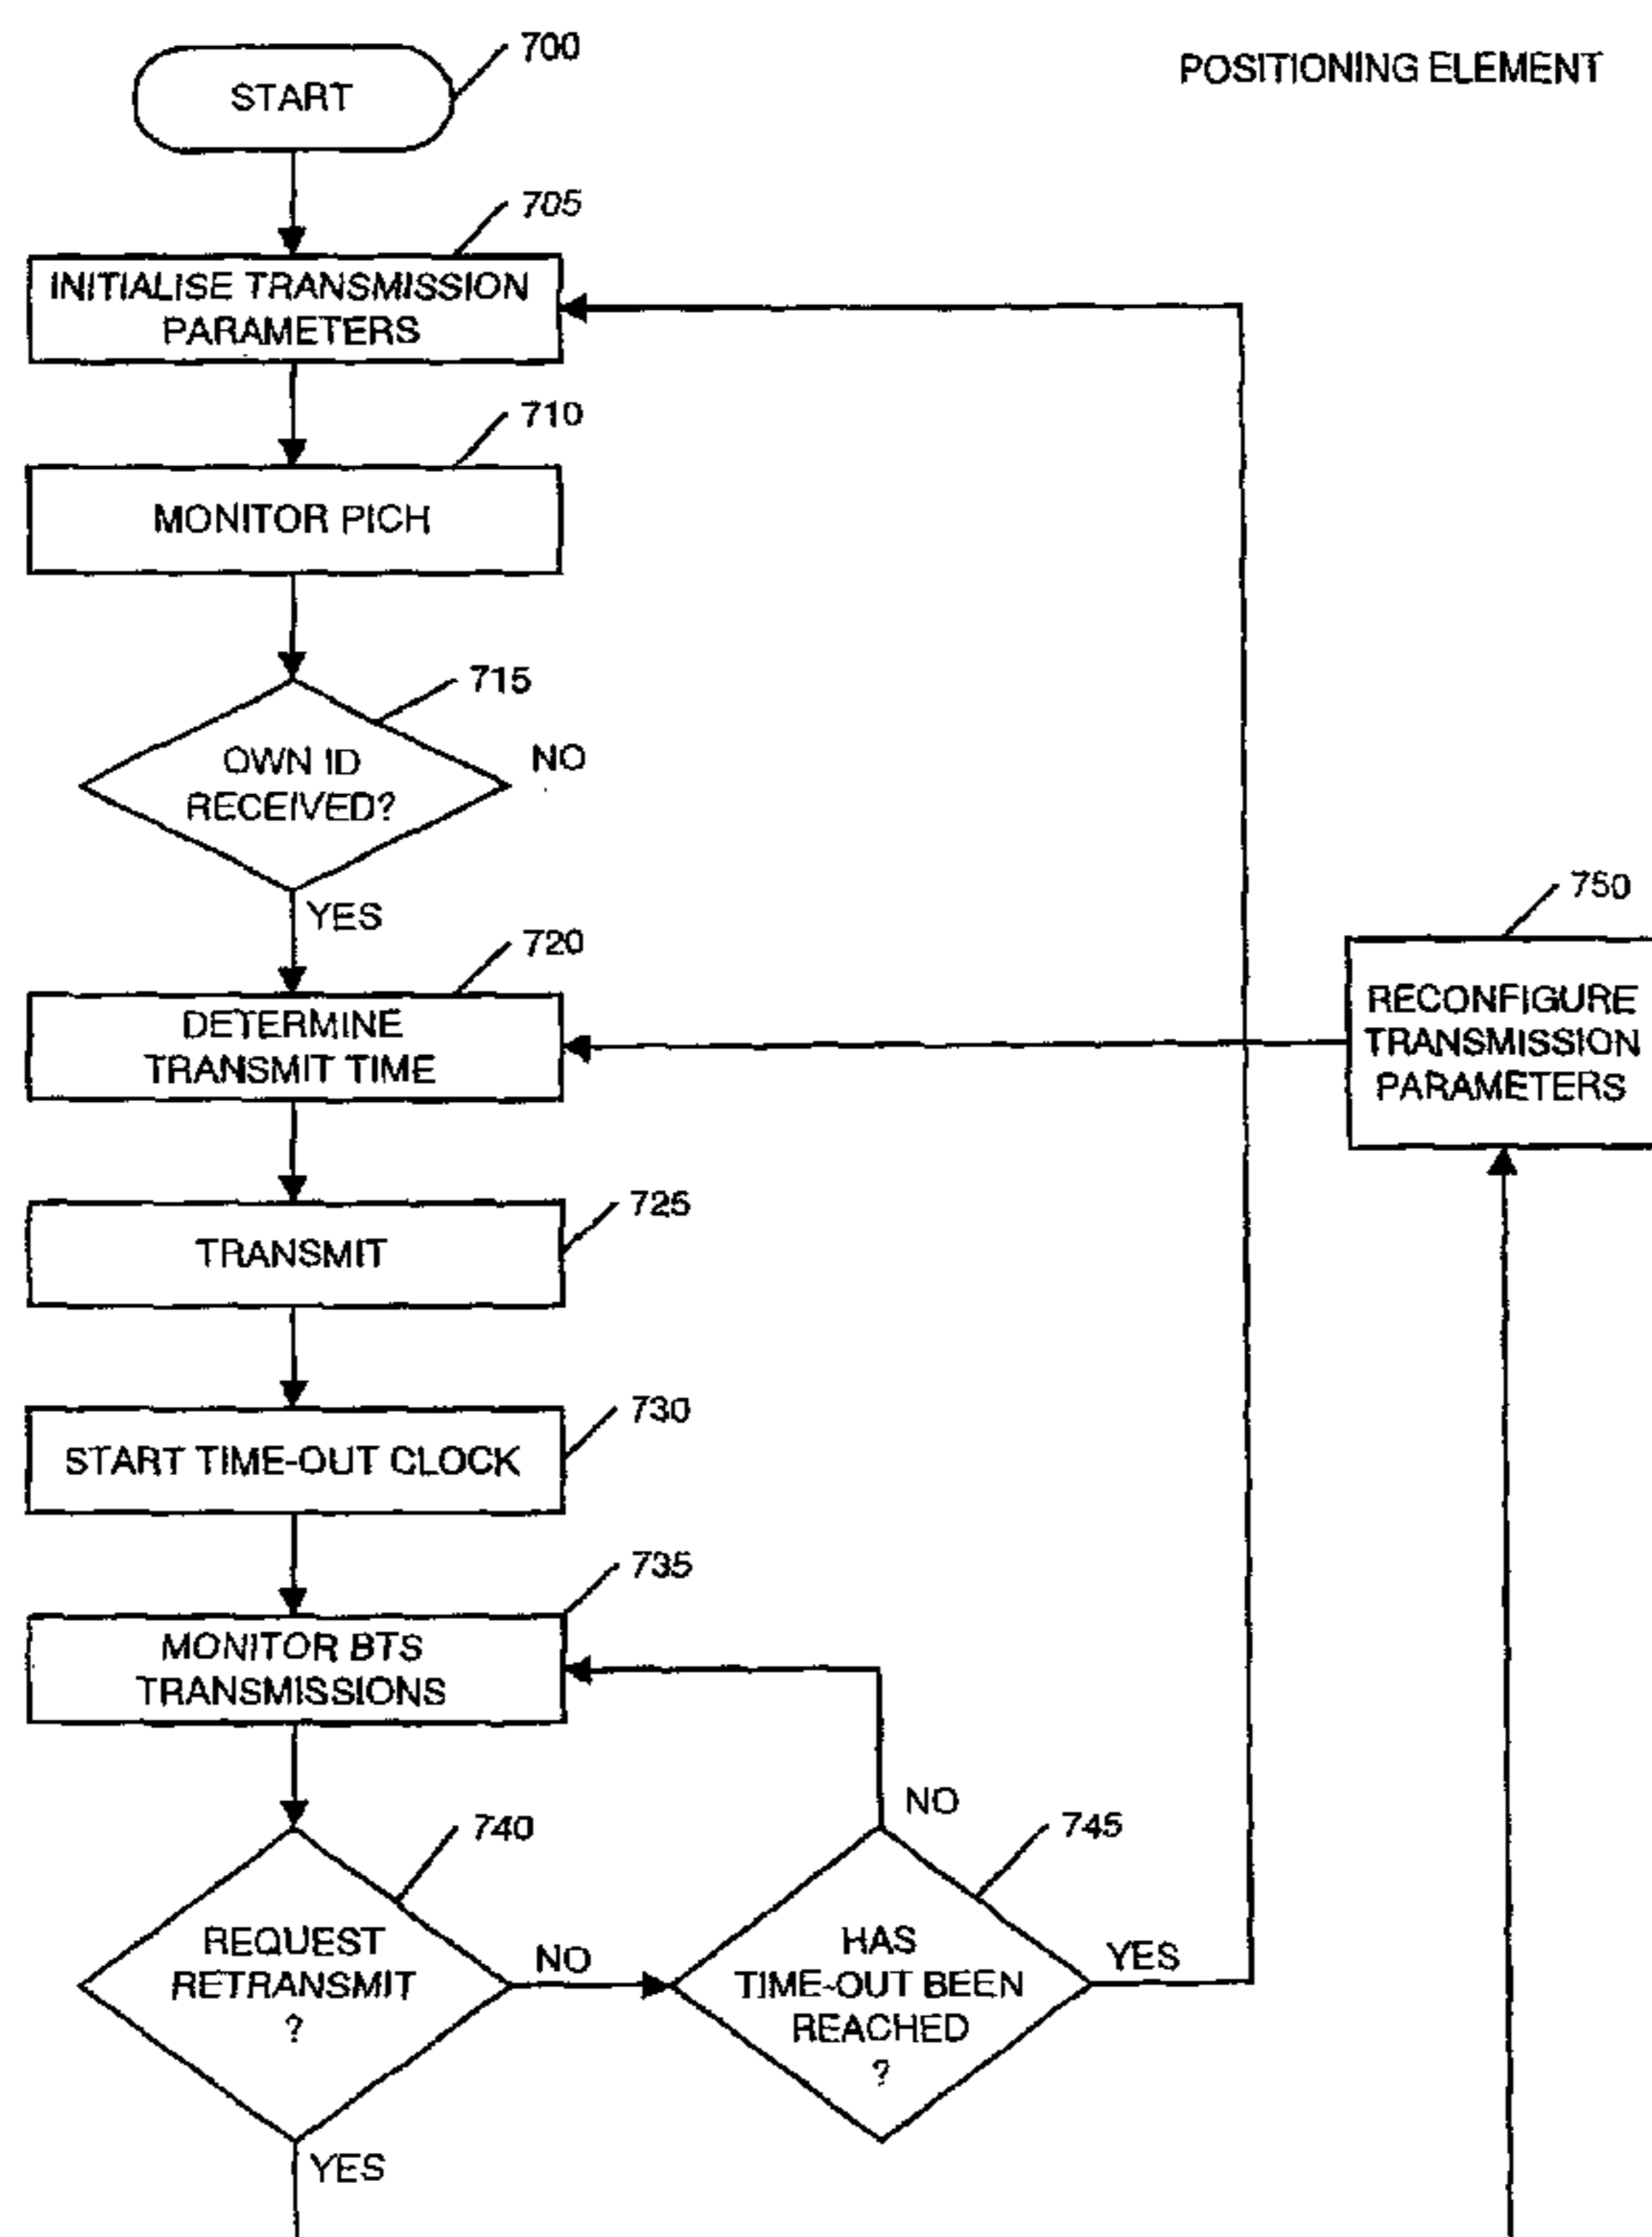 700
START
POSITIONING ELEMENT
705
INITIALISE TRANSMISSION
PARAMETERS
710
MONITOR PICH
715
OWN ID
RECEIVED?
NO
YES
720
DETERMINE
TRANSMIT TIME
750
RECONFIGURE
TRANSMISSION
PARAMETERS
725
TRANSMIT
730
START TIME-OUT CLOCK
735
MONITOR BTS
TRANSMISSIONS
740
REQUEST
RETRANSMIT
?
NO
YES
745
NO
HAS
TIME-OUT BEEN
REACHED
?
YES